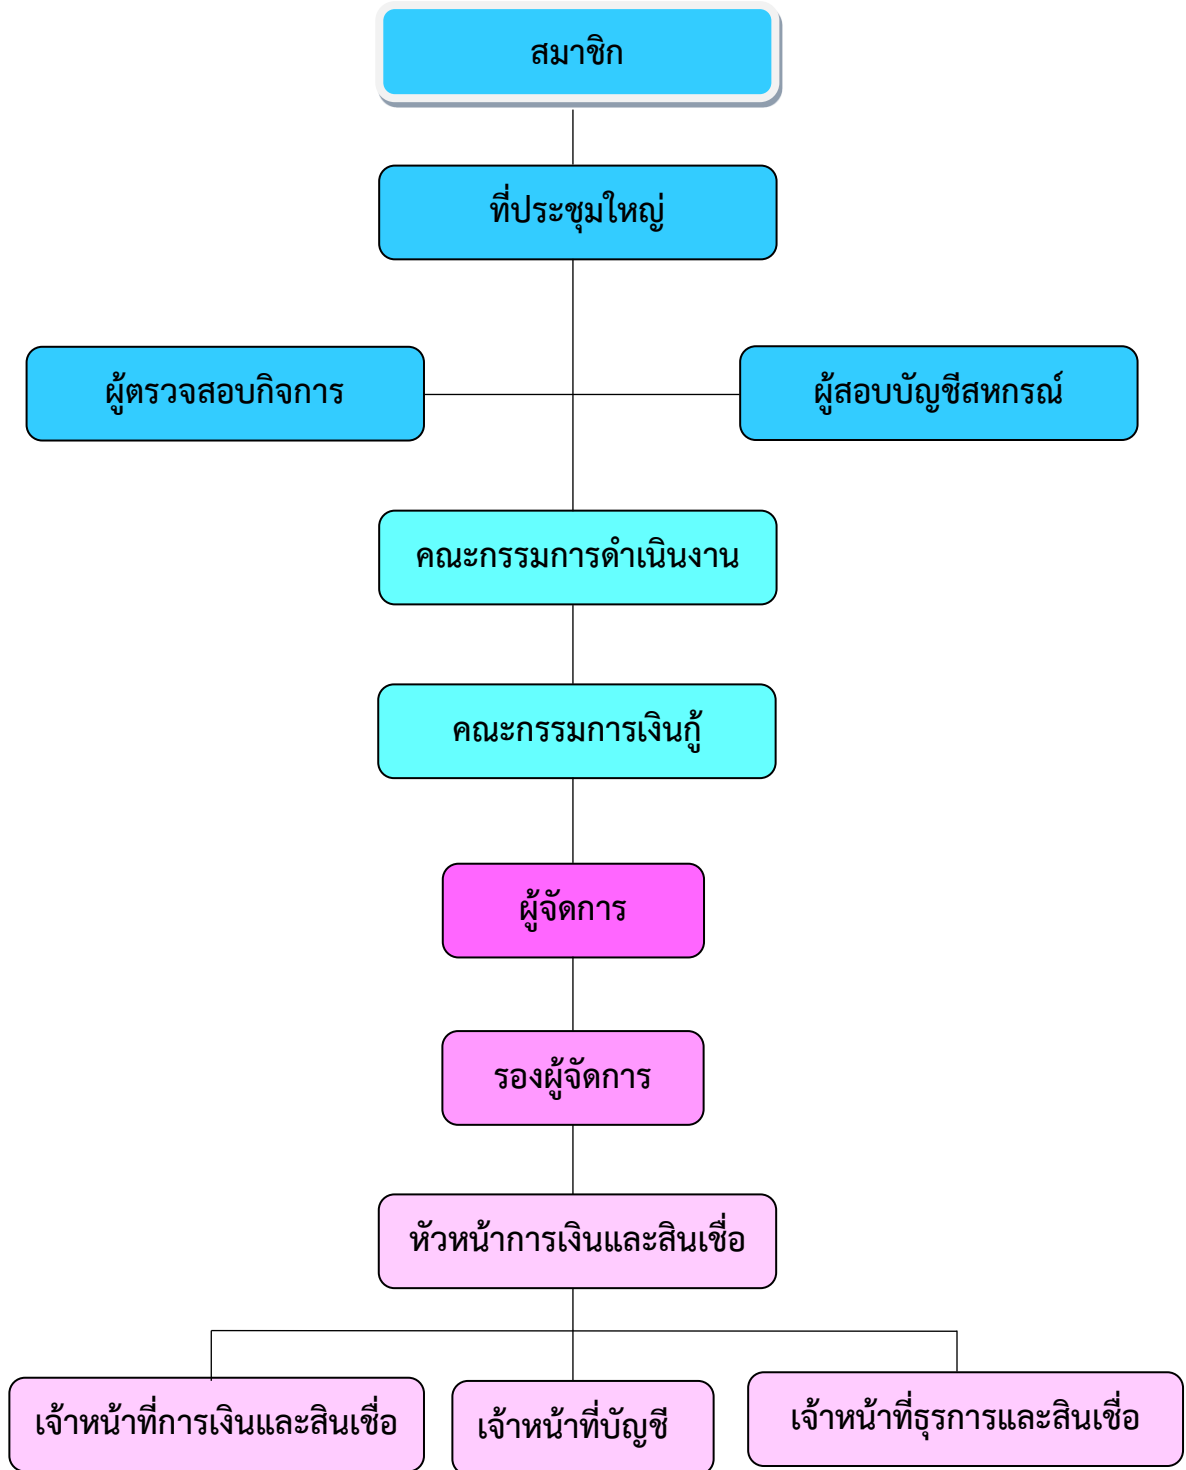 สมาชิก
ที่ประชุมใหญ่
ผู้ตรวจสอบกิจการ
ผู้สอบบัญชีสหกรณ์
คณะกรรมการดำเนินงาน
คณะกรรมการเงินกู้
ผู้จัดการ
รองผู้จัดการ
หัวหน้าการเงินและสินเชื่อ
เจ้าหน้าที่การเงินและสินเชื่อ
เจ้าหน้าที่บัญชี
เจ้าหน้าที่ธุรการและสินเชื่อ